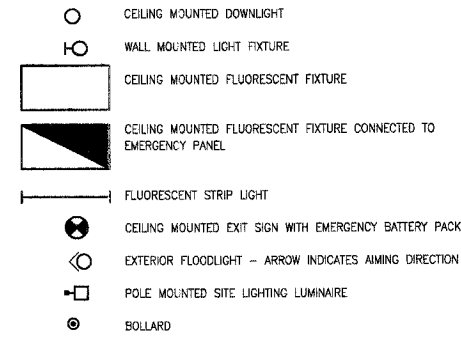 CEILING MOUNTED DOWNLIGHT
WALL MOUNTED LIGHT FIXTURE
CEILING MOUNTED FLUORESCENT FIXTURE
CEILING MOUNTED FLUORESCENT FIXTURE CONNECTED TO
EMERGENCY PANEL
FLUORESCENT STRIP LIGHT
CEILING MOUNTED EXIT SIGN WITH EMERGENCY BATTERY PACK
EXTERIOR FLOODLIGHT – ARROW INDICATES AIMING DIRECTION
POLE MOUNTED SITE LIGHTING LUMINAIRE
BOLLARD